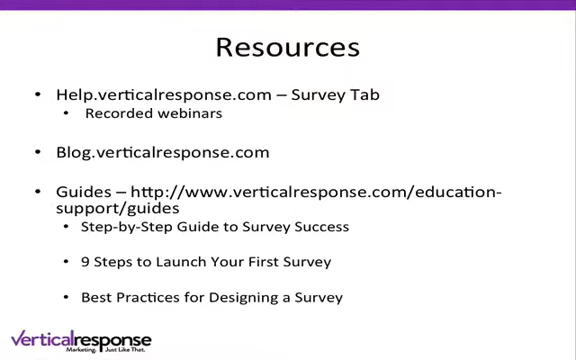 Resources
• Help.verticalresponse.com – Survey Tab
• Recorded webinars
• Blog.verticalresponse.com
• Guides – http://www.verticalresponse.com/education-
support/guides
• Step-by-Step Guide to Survey Success
• 9 Steps to Launch Your First Survey
• Best Practices for Designing a Survey
verticalresponse
Marketing. Just Like That.